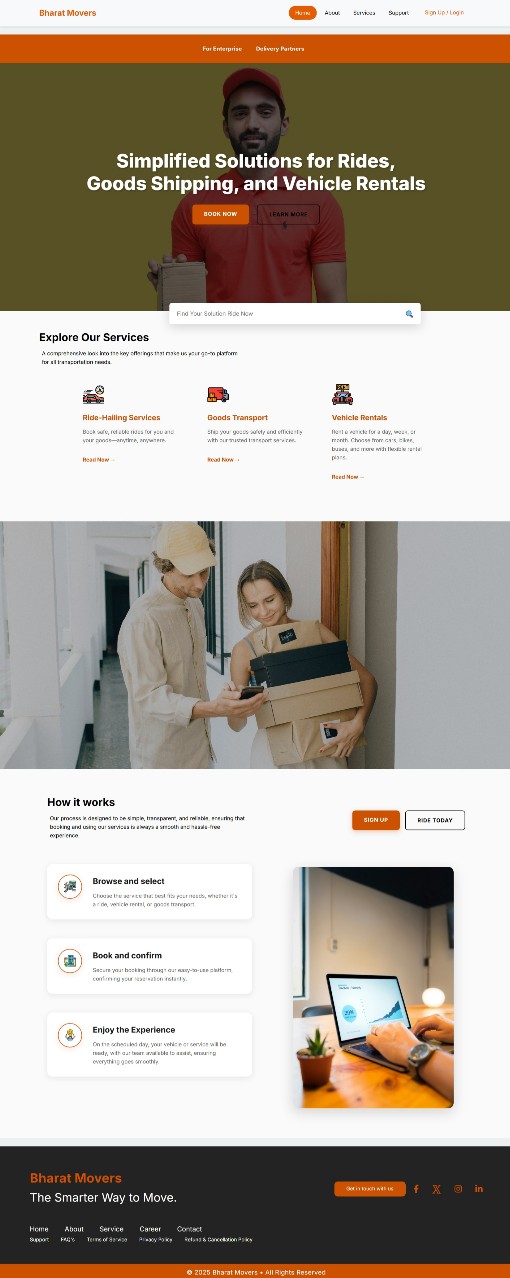 Bharat Movers
Home About Services Support Sign Up / Login
For Enterprise Delivery Partners
Simplified Solutions for Rides,
Goods Shipping, and Vehicle Rentals
BOOK NOW LEARN MORE
Find Your Solution Ride Now
Explore Our Services
A comprehensive look into the key offerings that make us your go-to platform
for all transportation needs.
Ride-Hailing Services
Book safe, reliable rides for you and
your goods—anytime, anywhere.
Read Now →
Goods Transport
Ship your goods safely and efficiently
with our trusted transport services.
Read Now →
Vehicle Rentals
Rent a vehicle for a day, week, or
month. Choose from cars, bikes,
buses, and more with flexible rental
plans.
Read Now →
How it works
Our process is designed to be simple, transparent, and reliable, ensuring that
booking and using our services is always a smooth and hassle-free
experience.
SIGN UP RIDE TODAY
Browse and select
Choose the service that best fits your needs, whether it's
a ride, vehicle rental, or goods transport.
Book and confirm
Secure your booking through our easy-to-use platform,
confirming your reservation instantly.
Enjoy the Experience
On the scheduled day, your vehicle or service will be
ready, with our team available to assist, ensuring
everything goes smoothly.
Bharat Movers
The Smarter Way to Move.
Get in touch with us
Home About Service Career Contact
Support FAQ's Terms of Service Privacy Policy Refund & Cancellation Policy
© 2025 Bharat Movers • All Rights Reserved